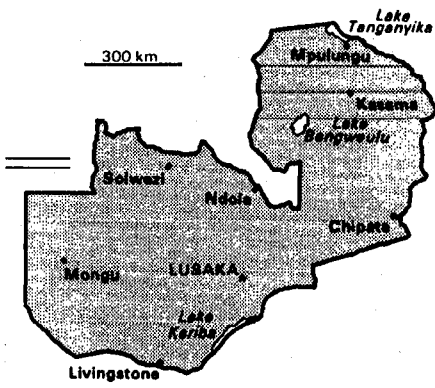 Lake
Tanganyika
Mpulungu
300 km
Kasama
Lake
Bangweulu
Solwezi
Ndola
Chipata
Mongu
LUSAKA
Lake
Kariba
Livingstone